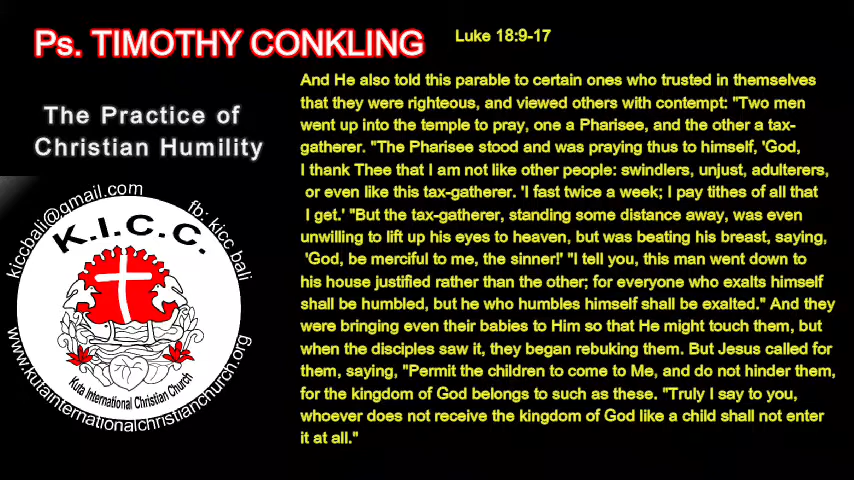 Ps. TIMOTHY CONKLING
Luke 18:9-17
The Practice of
Christian Humility
And He also told this parable to certain ones who trusted in themselves
that they were righteous, and viewed others with contempt: "Two men
went up into the temple to pray, one a Pharisee, and the other a tax-
gatherer. "The Pharisee stood and was praying thus to himself, 'God,
I thank Thee that I am not like other people: swindlers, unjust, adulterers,
or even like this tax-gatherer. 'I fast twice a week; I pay tithes of all that
I get.' "But the tax-gatherer, standing some distance away, was even
unwilling to lift up his eyes to heaven, but was beating his breast, saying,
'God, be merciful to me, the sinner!' "I tell you, this man went down to
his house justified rather than the other; for everyone who exalts himself
shall be humbled, but he who humbles himself shall be exalted." And they
were bringing even their babies to Him so that He might touch them, but
when the disciples saw it, they began rebuking them. But Jesus called for
them, saying, "Permit the children to come to Me, and do not hinder them,
for the kingdom of God belongs to such as these. "Truly I say to you,
whoever does not receive the kingdom of God like a child shall not enter
it at all."
kiccbali@gmail.com
fb: kicc bali
K.I.C.C.
Kuta International Christian Church
www.kutainternationalchristianchurch.org